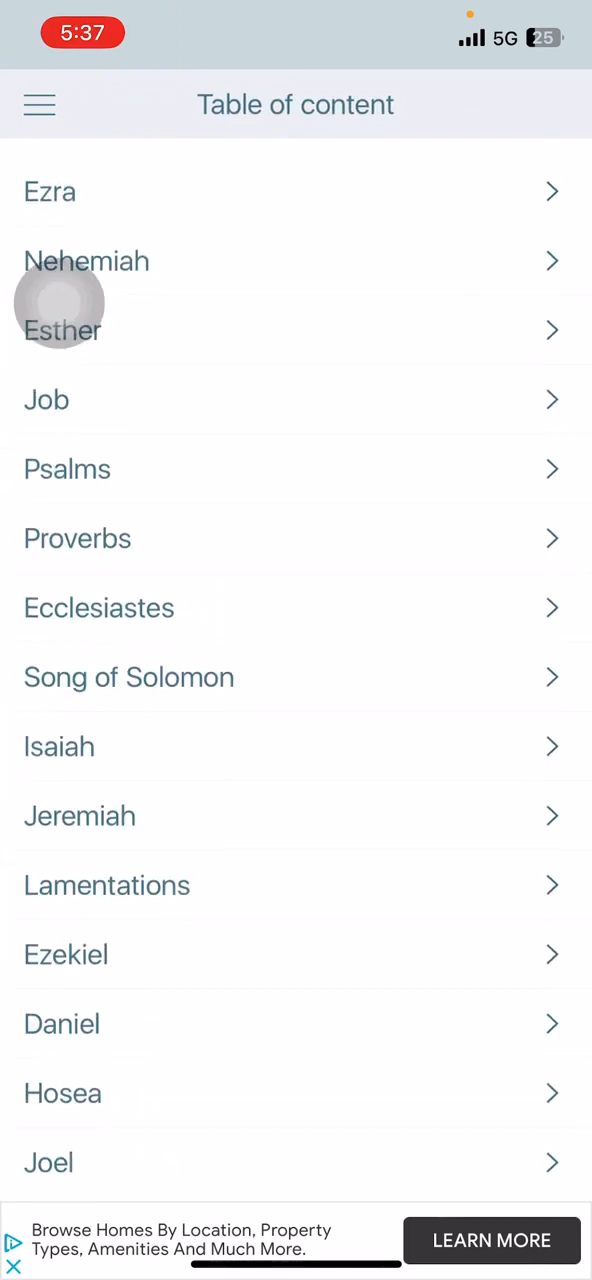 5:37
5G 25
Table of content
Ezra
Nehemiah
Esther
Job
Psalms
Proverbs
Ecclesiastes
Song of Solomon
Isaiah
Jeremiah
Lamentations
Ezekiel
Daniel
Hosea
Joel
Browse Homes By Location, Property
Types, Amenities And Much More.
LEARN MORE